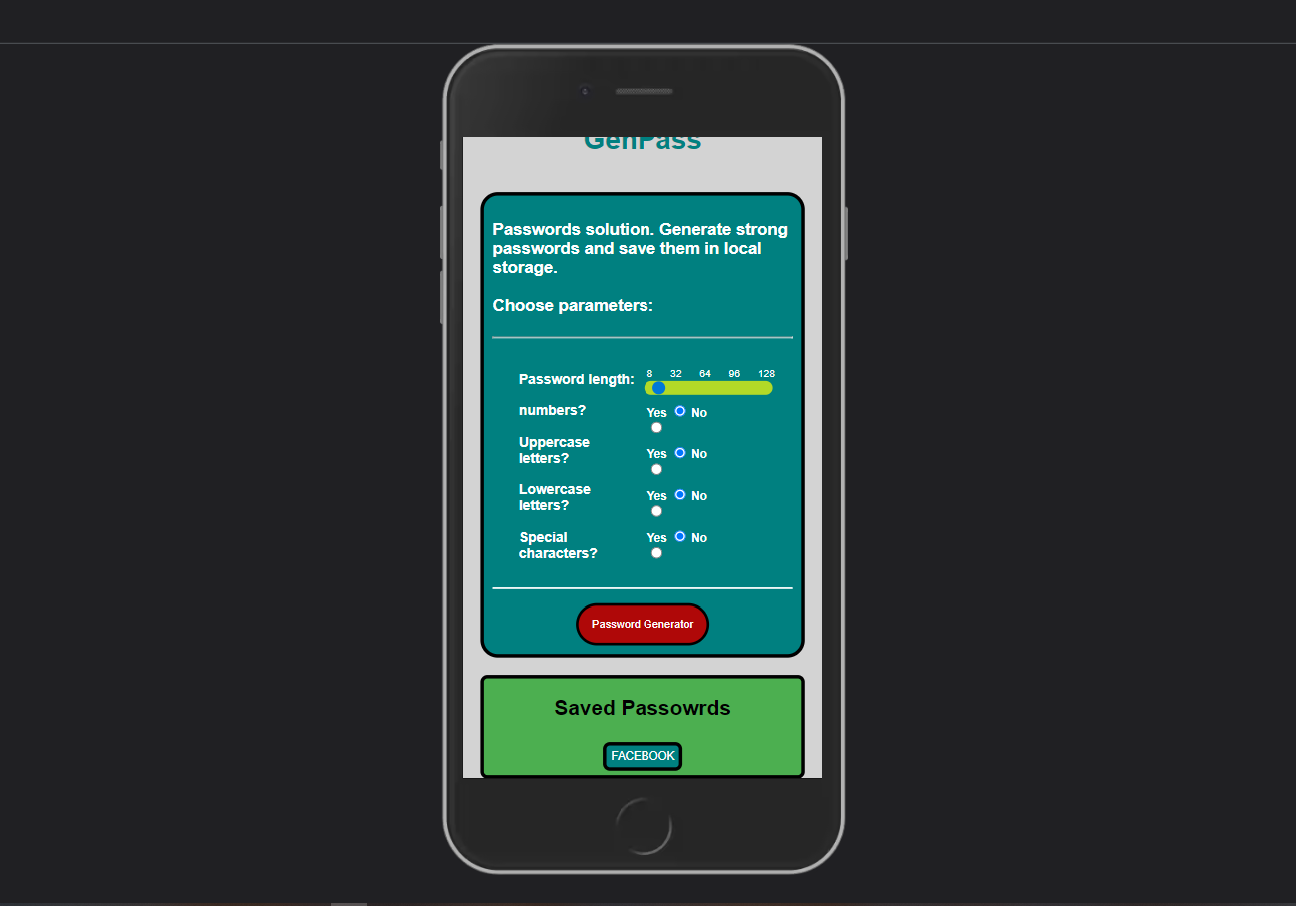 GenPass
Passwords solution. Generate strong
passwords and save them in local
storage.
Choose parameters:
Password length:
8 32 64 96 128
numbers?
Yes No
Uppercase
letters?
Yes No
Lowercase
letters?
Yes No
Special
characters?
Yes No
Password Generator
Saved Passowrds
FACEBOOK